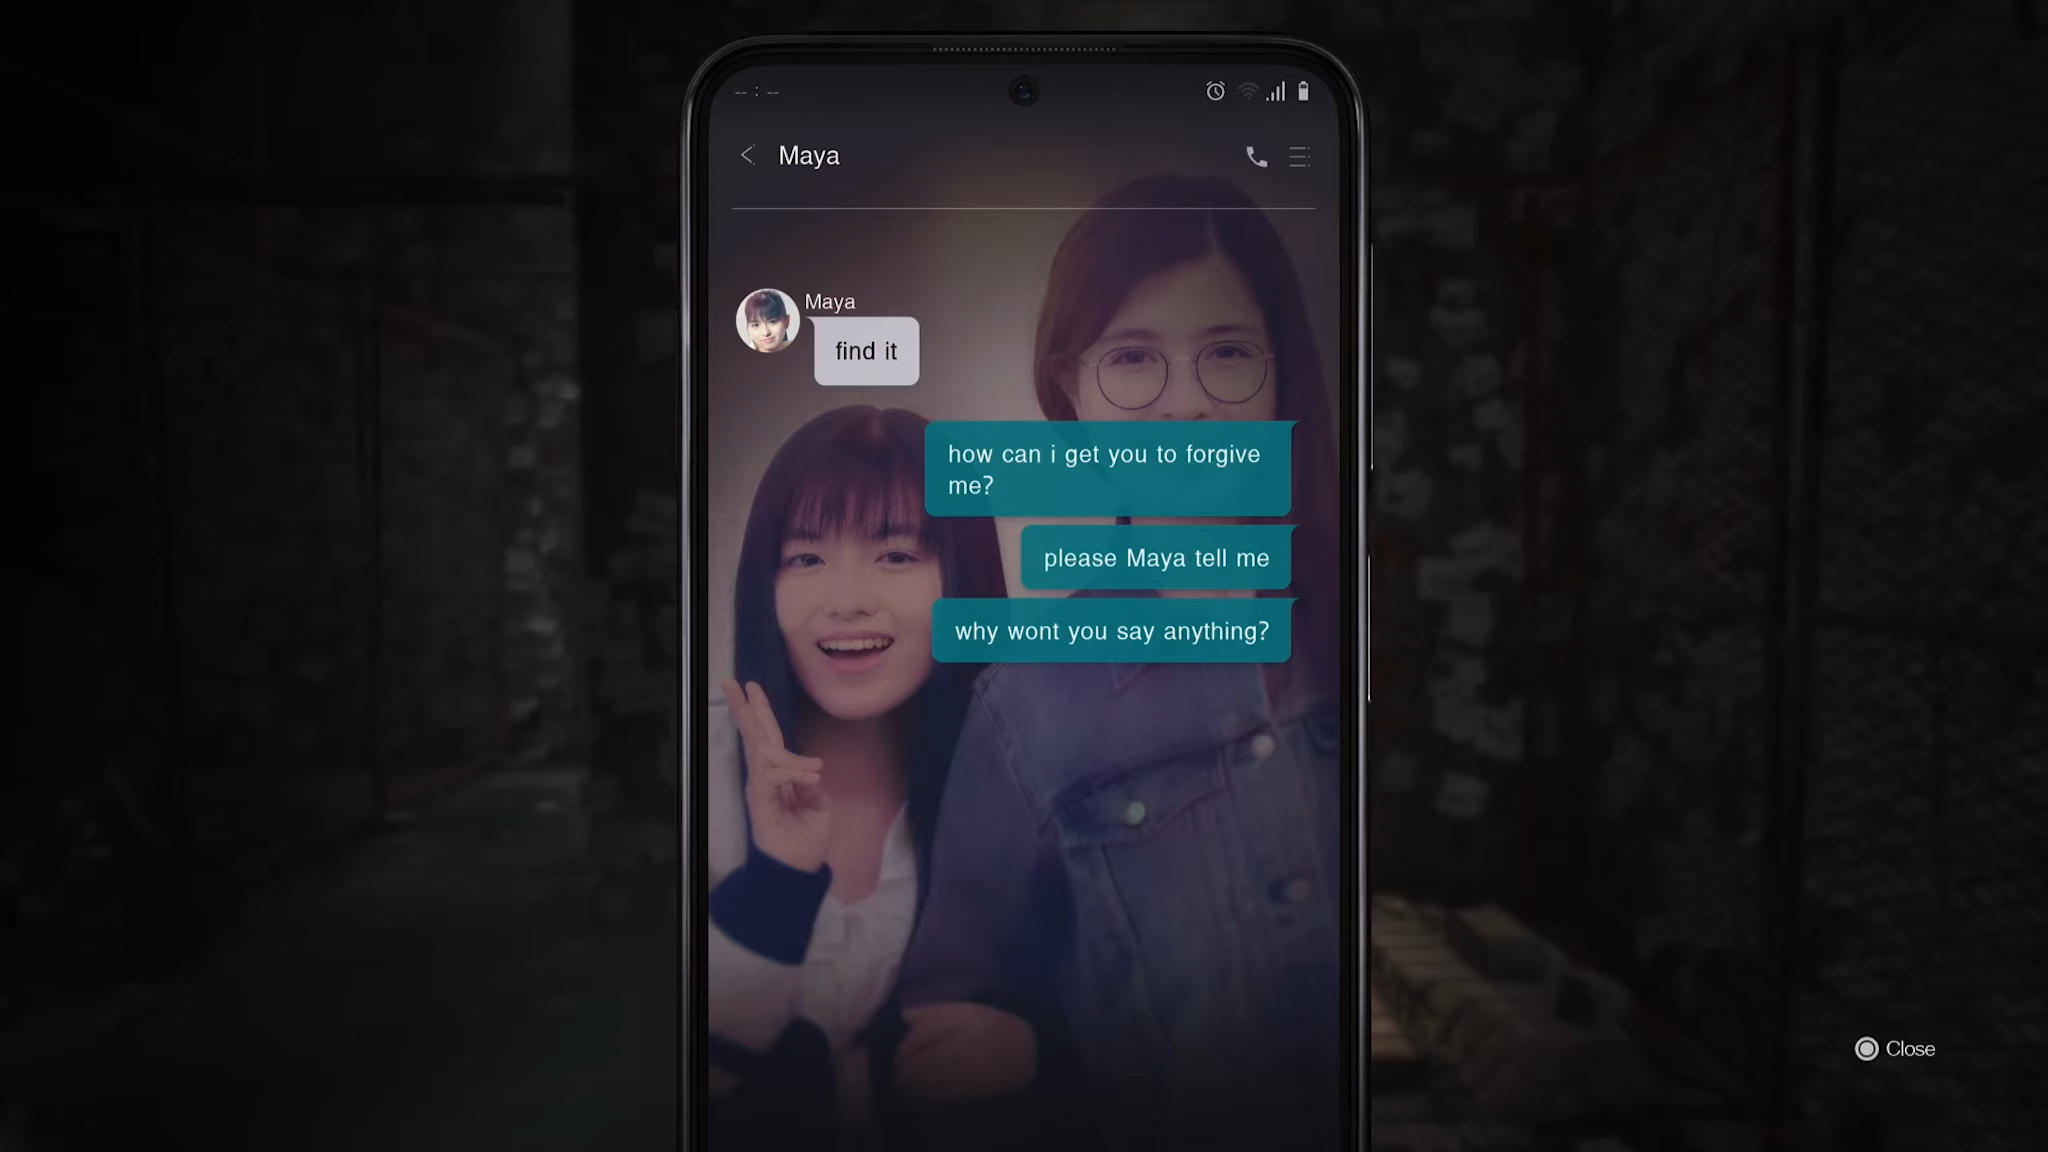 -- : --
Maya
Maya
find it
how can i get you to forgive
me?
please Maya tell me
why wont you say anything?
Close